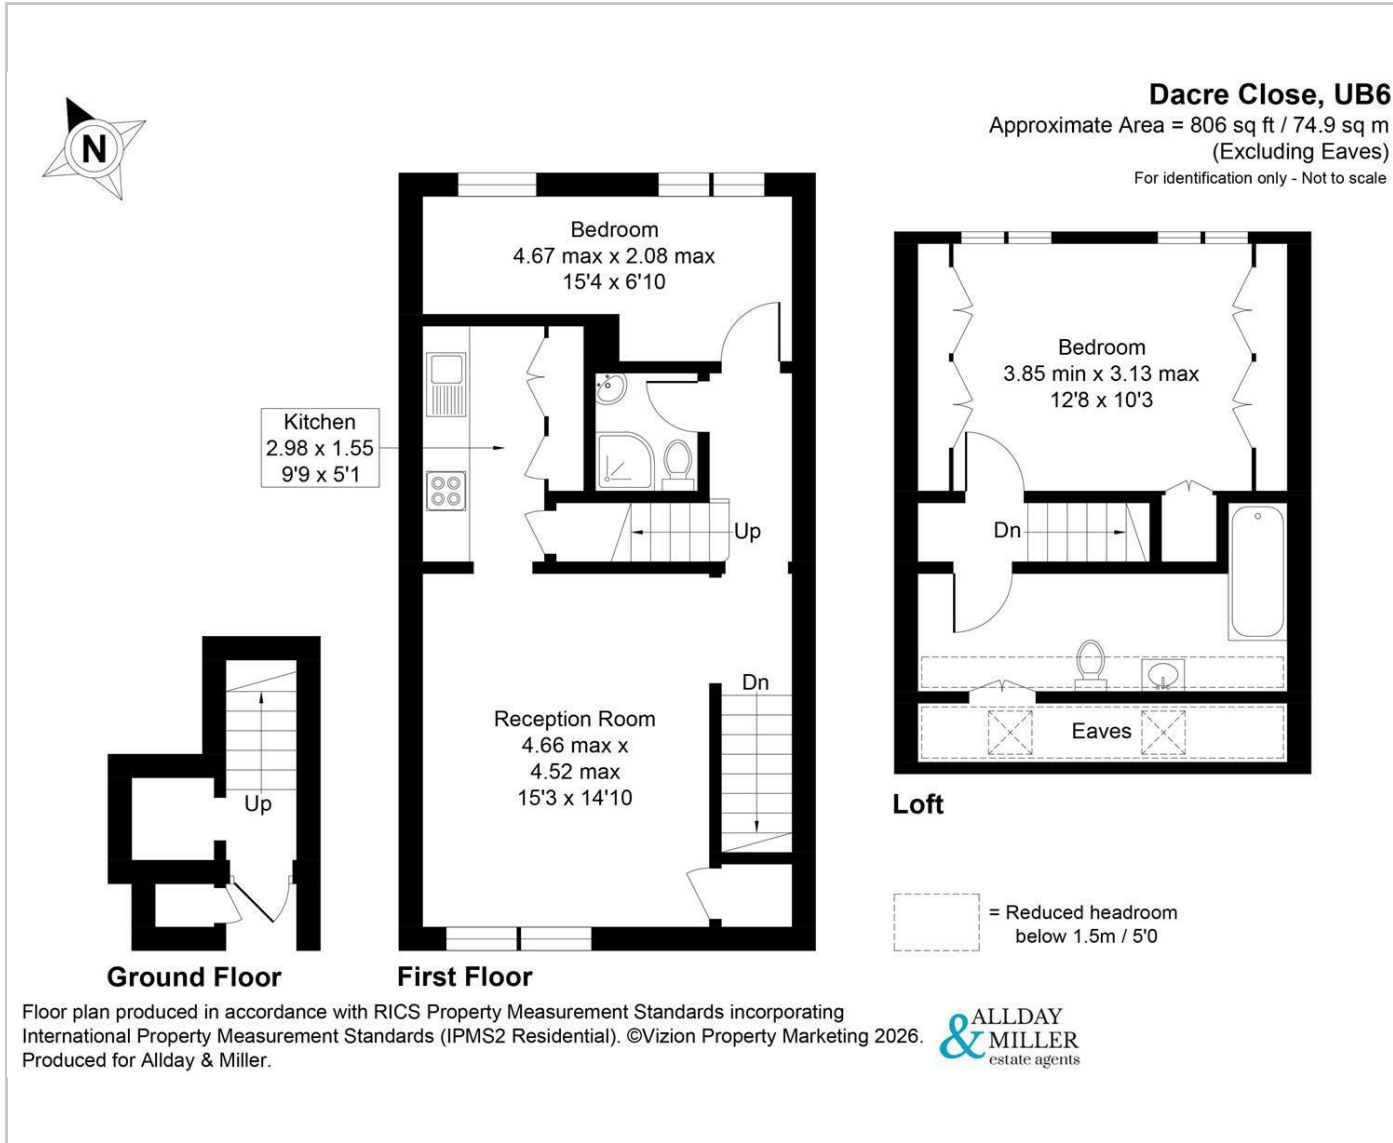 N
Dacre Close, UB6
Approximate Area = 806 sq ft / 74.9 sq m
(Excluding Eaves)
For identification only - Not to scale
Bedroom
4.67 max x 2.08 max
15'4 x 6'10
Kitchen
2.98 x 1.55
9'9 x 5'1
Up
Dn
Reception Room
4.66 max x
4.52 max
15'3 x 14'10
Bedroom
3.85 min x 3.13 max
12'8 x 10'3
Dn
Eaves
Loft
Up
= Reduced headroom
below 1.5m / 5'0
Ground Floor
First Floor
Floor plan produced in accordance with RICS Property Measurement Standards incorporating
International Property Measurement Standards (IPMS2 Residential). ©Vizion Property Marketing 2026.
Produced for Allday & Miller.
& ALLDAY
MILLER
estate agents